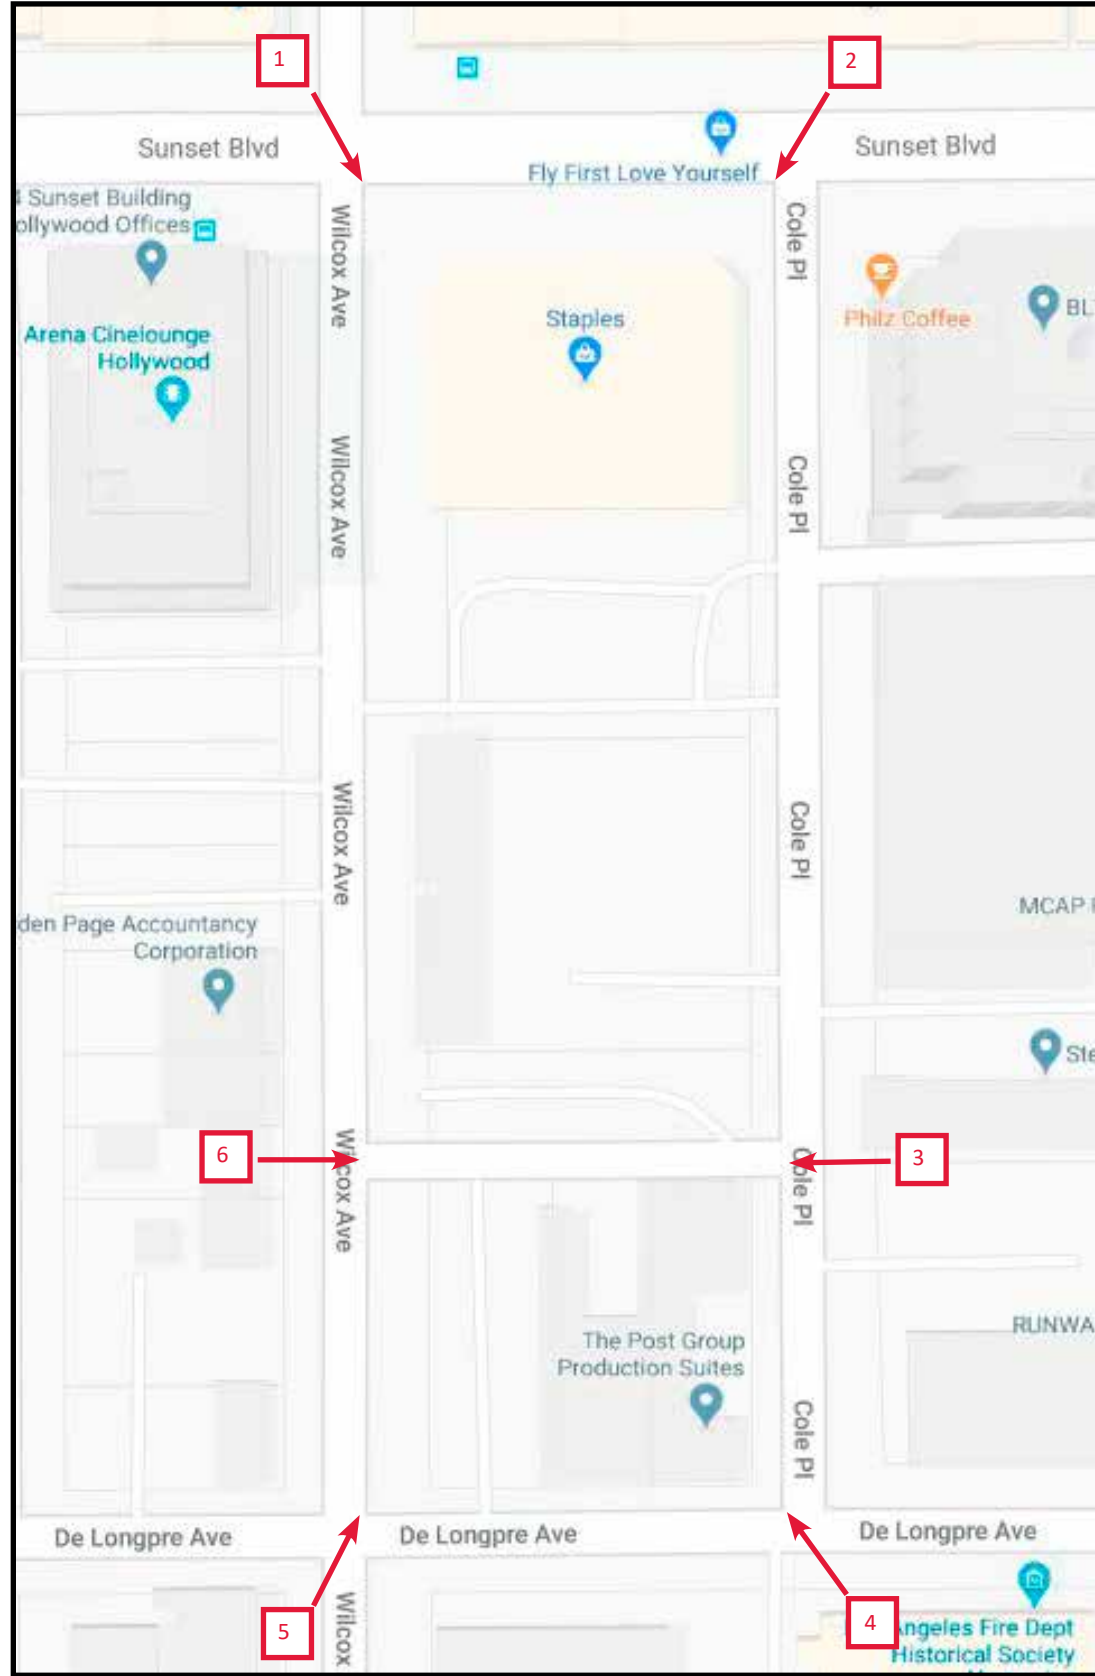 1
2
Sunset Blvd
Sunset Blvd
Fly First Love Yourself
Sunset Building
ollywood Offices
Wilcox Ave
Cole Pl
Staples
Philz Coffee
BL
Arena Cinelounge
Hollywood
Wilcox Ave
Cole Pl
Wilcox Ave
Cole Pl
MCAP
den Page Accountancy
Corporation
Ste
6
Wilcox Ave
Cole Pl
3
RUNWA
The Post Group
Production Suites
Cole Pl
De Longpre Ave
De Longpre Ave
De Longpre Ave
5
Wilcox
4
Angeles Fire Dept
Historical Society